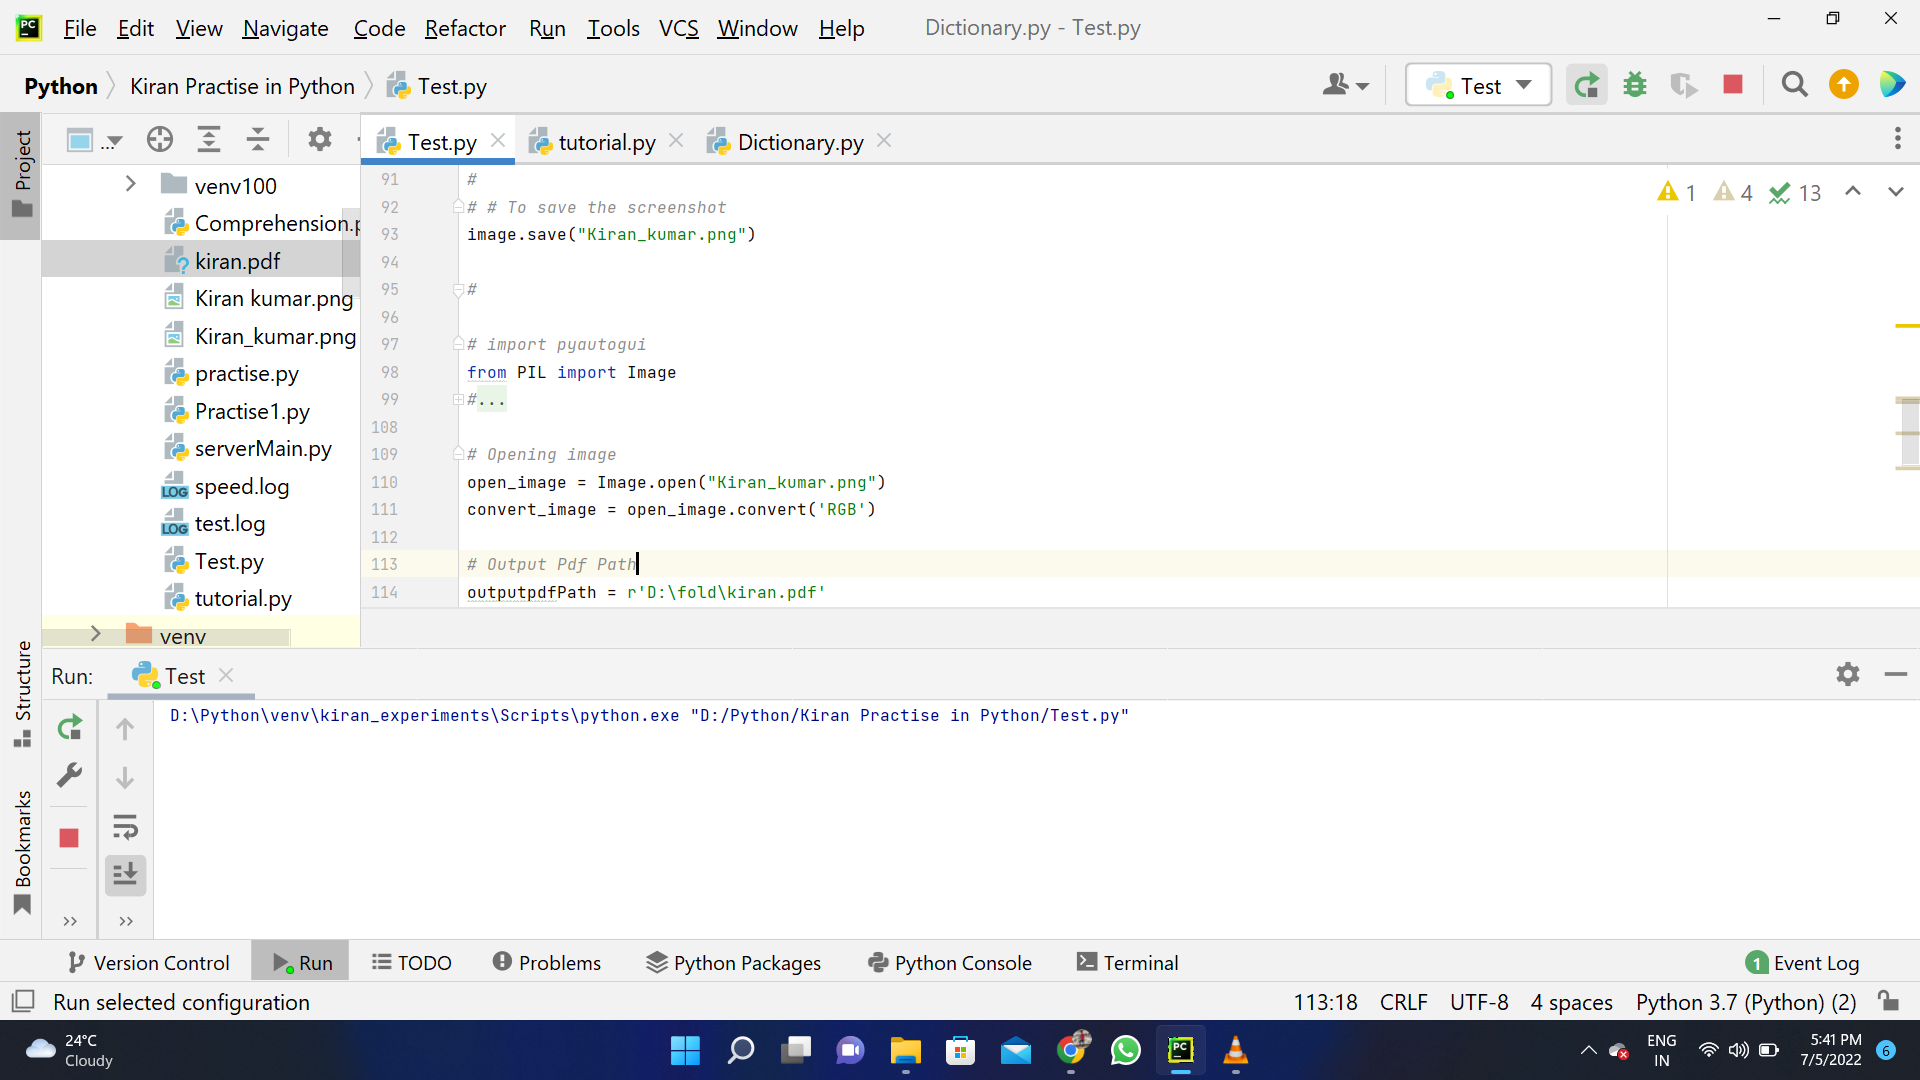 File Edit View Navigate Code Refactor Run Tools VCS Window Help Dictionary.py - Test.py
Python Kiran Practise in Python Test.py Test
Project
... Test.py tutorial.py Dictionary.py
venv100
Comprehension.p
kiran.pdf
Kiran kumar.png
Kiran_kumar.png
practise.py
Practise1.py
serverMain.py
LOG speed.log
LOG test.log
Test.py
tutorial.py
venv
1 4 13
91 #
92 # # To save the screenshot
93 image.save("Kiran_kumar.png")
94
95 #
96
97 # import pyautogui
98 from PIL import Image
99 #...
108
109 # Opening image
110 open_image = Image.open("Kiran_kumar.png")
111 convert_image = open_image.convert('RGB')
112
113 # Output Pdf Path
114 outputpdfPath = r'D:\fold\kiran.pdf'
Structure
Bookmarks
Run: Test
D:\Python\venv\kiran_experiments\Scripts\python.exe "D:/Python/Kiran Practise in Python/Test.py"
Version Control Run TODO Problems Python Packages Python Console Terminal 1 Event Log
Run selected configuration 113:18 CRLF UTF-8 4 spaces Python 3.7 (Python) (2)
24°C
Cloudy
PC
ENG
IN
5:41 PM
7/5/2022
6